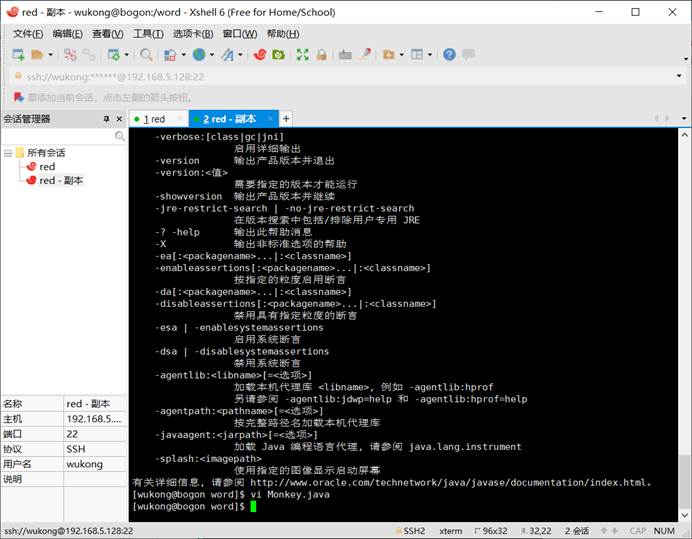 red - 副本 - wukong@bogon:/word - Xshell 6 (Free for Home/School)
文件(F) 编辑(E) 查看(V) 工具(T) 选项卡(B) 窗口(W) 帮助(H)
ssh://wukong:******@192.168.5.128:22
要添加当前会话，点击左侧的箭头按钮。
会话管理器
所有会话
red
red - 副本
名称 red - 副本
主机 192.168.5....
端口 22
协议 SSH
用户名 wukong
说明
1 red
2 red - 副本
-verbose:[class|gc|jni]
启用详细输出
-version 输出产品版本并退出
-version:<值>
需要指定的版本才能运行
-showversion 输出产品版本并继续
-jre-restrict-search | -no-jre-restrict-search
在版本搜索中包括/排除用户专用 JRE
-? -help 输出此帮助消息
-X 输出非标准选项的帮助
-ea[:<packagename>...|:<classname>]
-enableassertions[:<packagename>...|:<classname>]
按指定的粒度启用断言
-da[:<packagename>...|:<classname>]
-disableassertions[:<packagename>...|:<classname>]
禁用具有指定粒度的断言
-esa | -enablesystemassertions
启用系统断言
-dsa | -disablesystemassertions
禁用系统断言
-agentlib:<libname>[=<选项>]
加载本机代理库 <libname>, 例如 -agentlib:hprof
另请参阅 -agentlib:jdwp=help 和 -agentlib:hprof=help
-agentpath:<pathname>[=<选项>]
按完整路径名加载本机代理库
-javaagent:<jarpath>[=<选项>]
加载 Java 编程语言代理, 请参阅 java.lang.instrument
-splash:<imagepath>
使用指定的图像显示启动屏幕
有关详细信息, 请参阅 http://www.oracle.com/technetwork/java/javase/documentation/index.html。
[wukong@bogon word]$ vi Monkey.java
[wukong@bogon word]$
ssh://wukong@192.168.5.128:22 SSH2 xterm 96x32 32,22 2 会话 CAP NUM